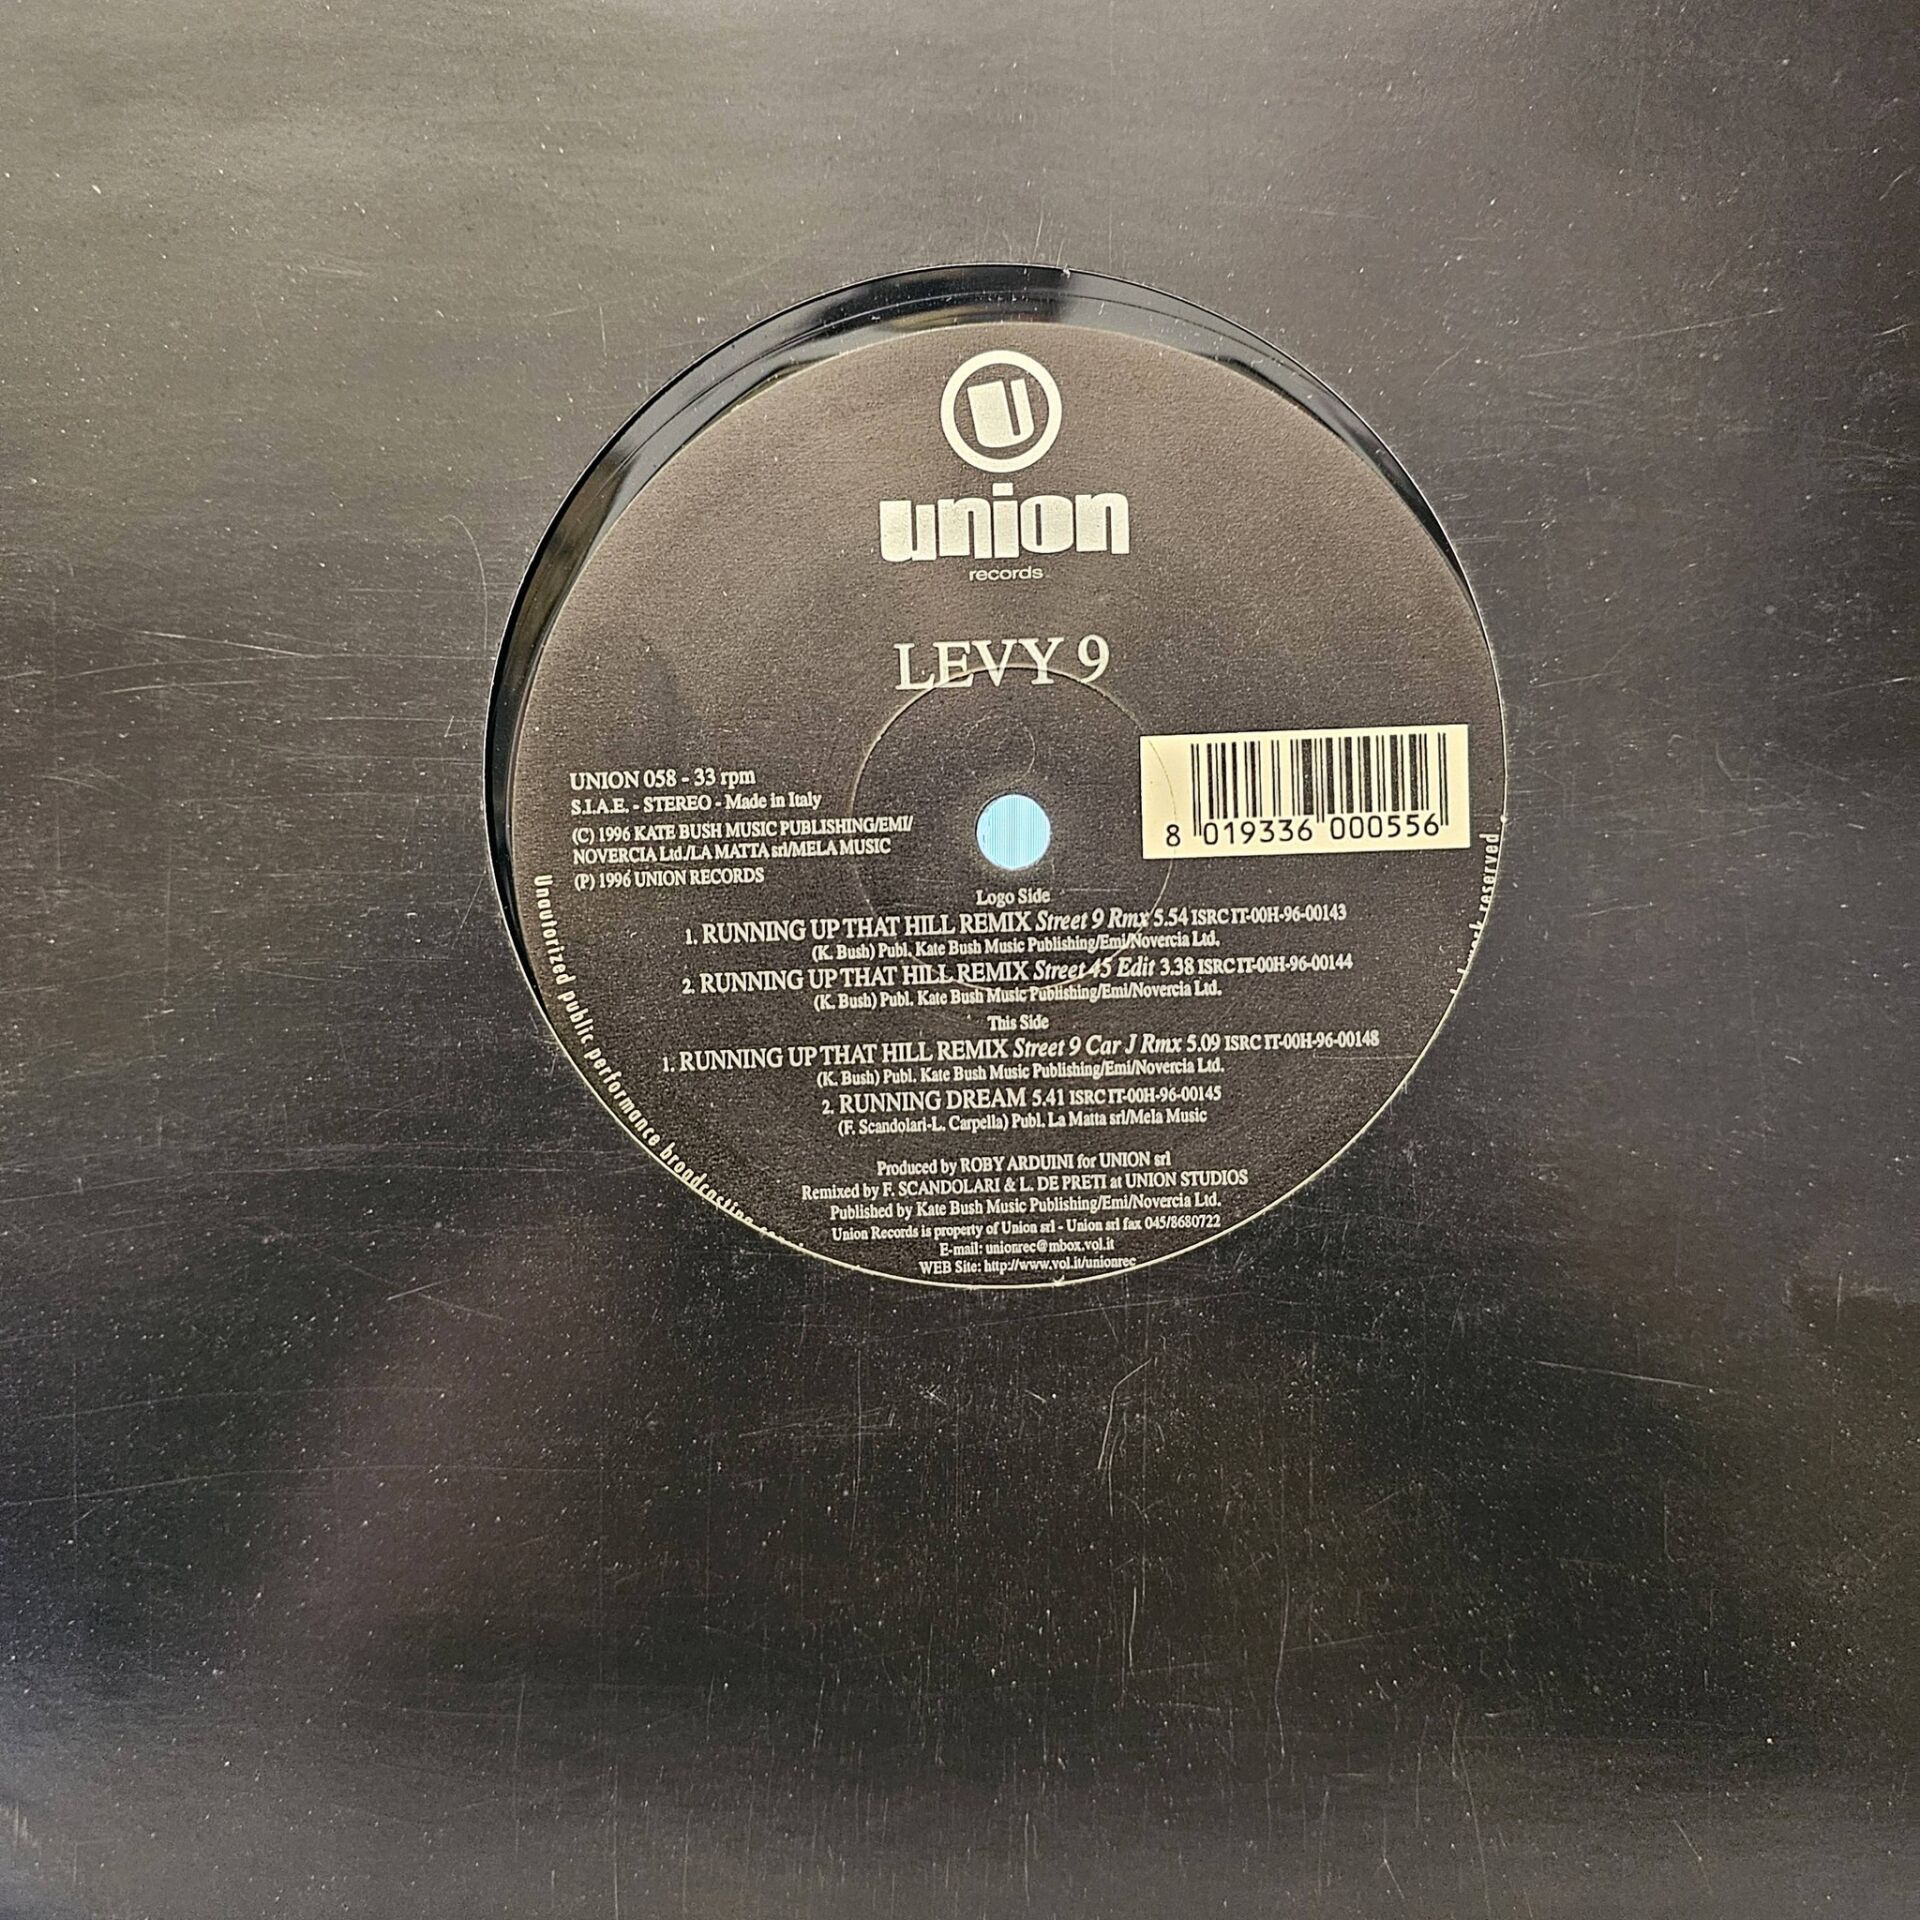 U
union
records
LEVY 9
UNION 058 - 33 rpm
S.I.A.E. - STEREO - Made in Italy
(C) 1996 KATE BUSH MUSIC PUBLISHING/EMI/
NOVERCIA Ltd./LA MATTA srl/MELA MUSIC
(P) 1996 UNION RECORDS
8 019336 000556
Logo Side
1. RUNNING UP THAT HILL REMIX Street 9 Rmx 5.54 ISRC IT-00H-96-00143
(K. Bush) Publ. Kate Bush Music Publishing/Emi/Novercia Ltd.
2. RUNNING UP THAT HILL REMIX Street 45 Edit 3.38 ISRC IT-00H-96-00144
(K. Bush) Publ. Kate Bush Music Publishing/Emi/Novercia Ltd.
This Side
1. RUNNING UP THAT HILL REMIX Street 9 Car J Rmx 5.09 ISRC IT-00H-96-00148
(K. Bush) Publ. Kate Bush Music Publishing/Emi/Novercia Ltd.
2. RUNNING DREAM 5.41 ISRC IT-00H-96-00145
(F. Scandolari-L. Carpella) Publ. La Matta srl/Mela Music
Produced by ROBY ARDUINI for UNION srl
Remixed by F. SCANDOLARI & L. DE PRETI at UNION STUDIOS
Published by Kate Bush Music Publishing/Emi/Novercia Ltd.
Union Records is property of Union srl - Union srl fax 045/8680722
E-mail: unionrec@mbox.vol.it
WEB Site: http://www.vol.it/unionrec
Unautorized public performance broadcasting
reserved